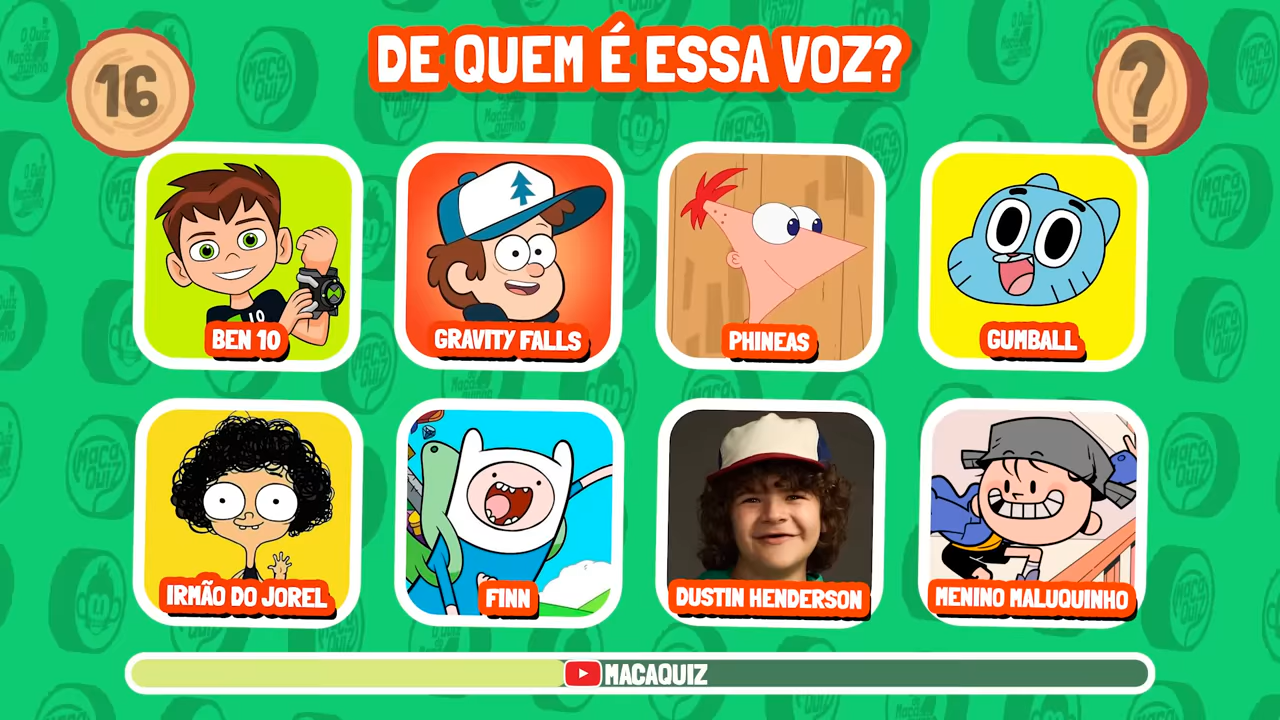 16
DE QUEM É ESSA VOZ?
?
BEN 10
GRAVITY FALLS
PHINEAS
GUMBALL
10
IRMÃO DO JOREL
FINN
DUSTIN HENDERSON
MENINO MALUQUINHO
MACAQUIZ